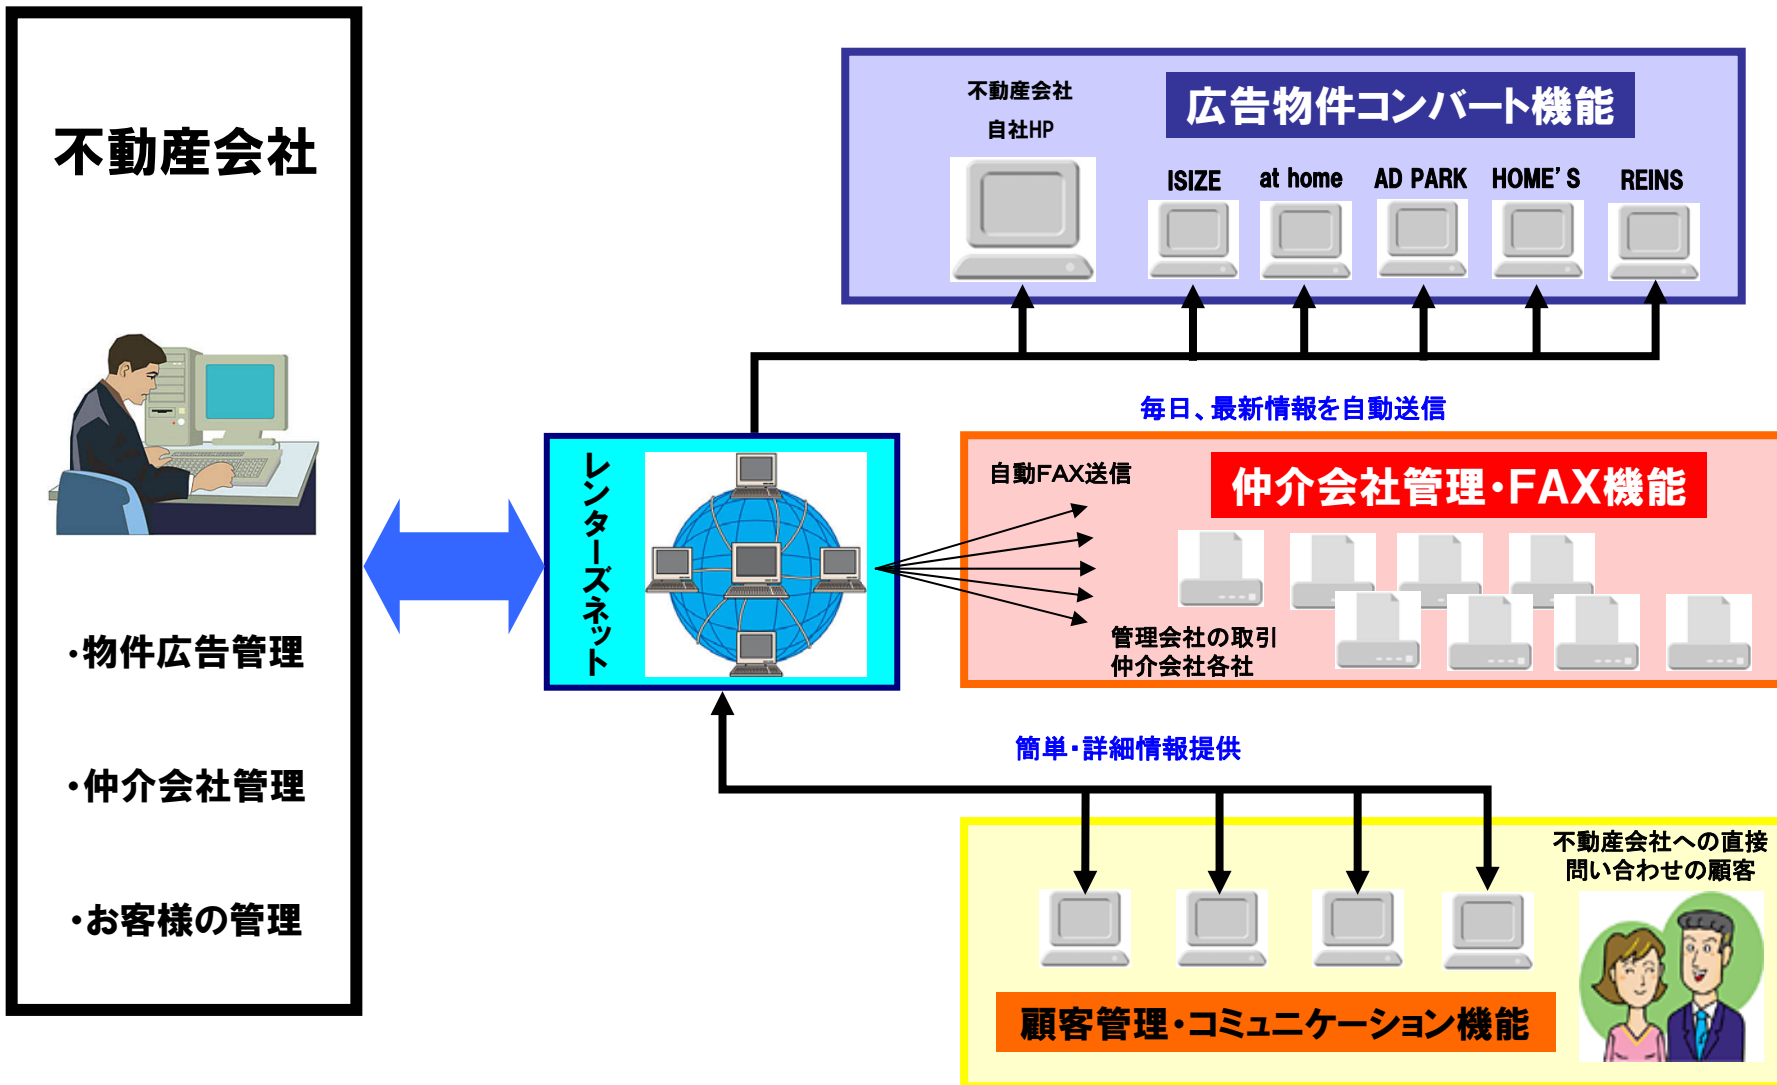 不動産会社
・物件広告管理
・仲介会社管理
・お客様の管理
レンターズネット
不動産会社
自社HP
広告物件コンバート機能
ISIZE
at home
AD PARK
HOME'S
REINS
毎日、最新情報を自動送信
自動FAX送信
仲介会社管理・FAX機能
管理会社の取引
仲介会社各社
簡単・詳細情報提供
不動産会社への直接
問い合わせの顧客
顧客管理・コミュニケーション機能